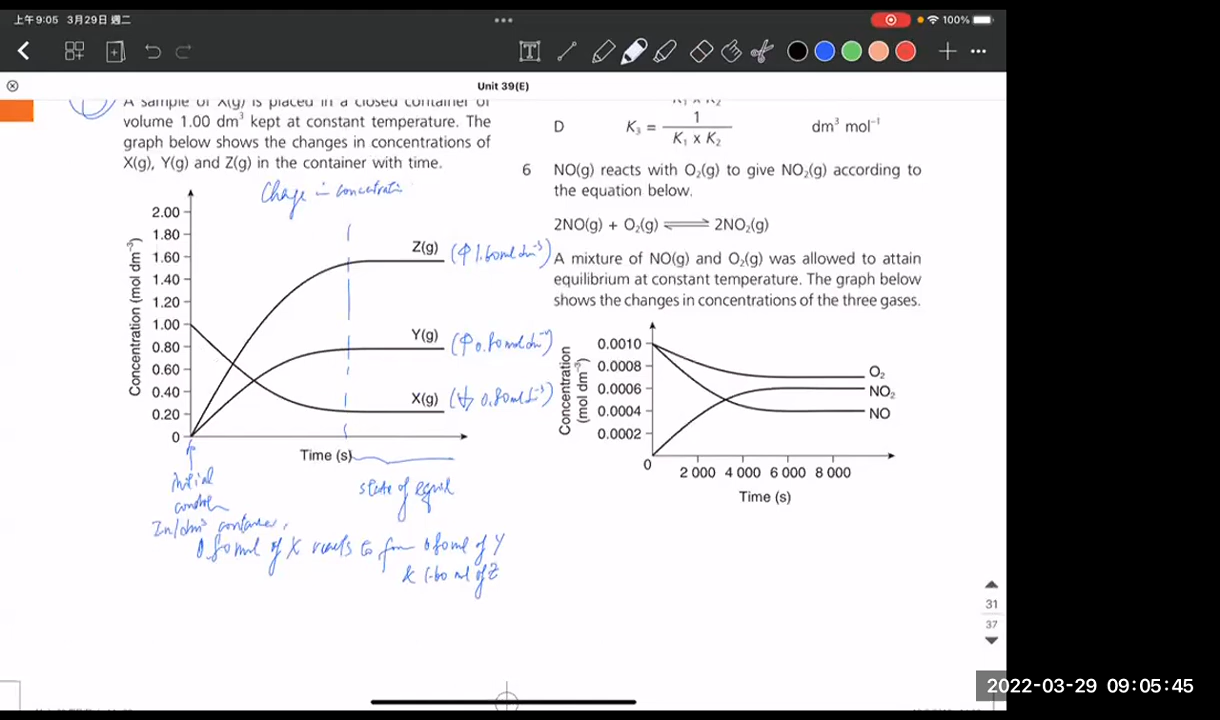 上午9:05 3月29日 週二
100%
Unit 39(E)
A sample of X(g) is placed in a closed container of
volume 1.00 dm³ kept at constant temperature. The
graph below shows the changes in concentrations of
X(g), Y(g) and Z(g) in the container with time.
Change in concentrati
Concentration (mol dm⁻³)
2.00
1.80
1.60
1.40
1.20
1.00
0.80
0.60
0.40
0.20
0
Z(g) (↑ 1.60 mol dm⁻³)
Y(g) (↑ 0.80 mol dm⁻³)
X(g) (↓ 0.80 mol dm⁻³)
Time (s)
initial
state of equil
In 1 dm³ container,
0.80 mol of X reacts to form 0.80 mol of Y
& 1.60 mol of Z
K₁ x K₂
D K₃ = 1 / K₁ x K₂ dm³ mol⁻¹
6 NO(g) reacts with O₂(g) to give NO₂(g) according to
the equation below.
2NO(g) + O₂(g) ⇌ 2NO₂(g)
A mixture of NO(g) and O₂(g) was allowed to attain
equilibrium at constant temperature. The graph below
shows the changes in concentrations of the three gases.
Concentration
(mol dm⁻³)
0.0010
0.0008
0.0006
0.0004
0.0002
0
O₂
NO₂
NO
2 000 4 000 6 000 8 000
Time (s)
31
37
2022-03-29 09:05:45